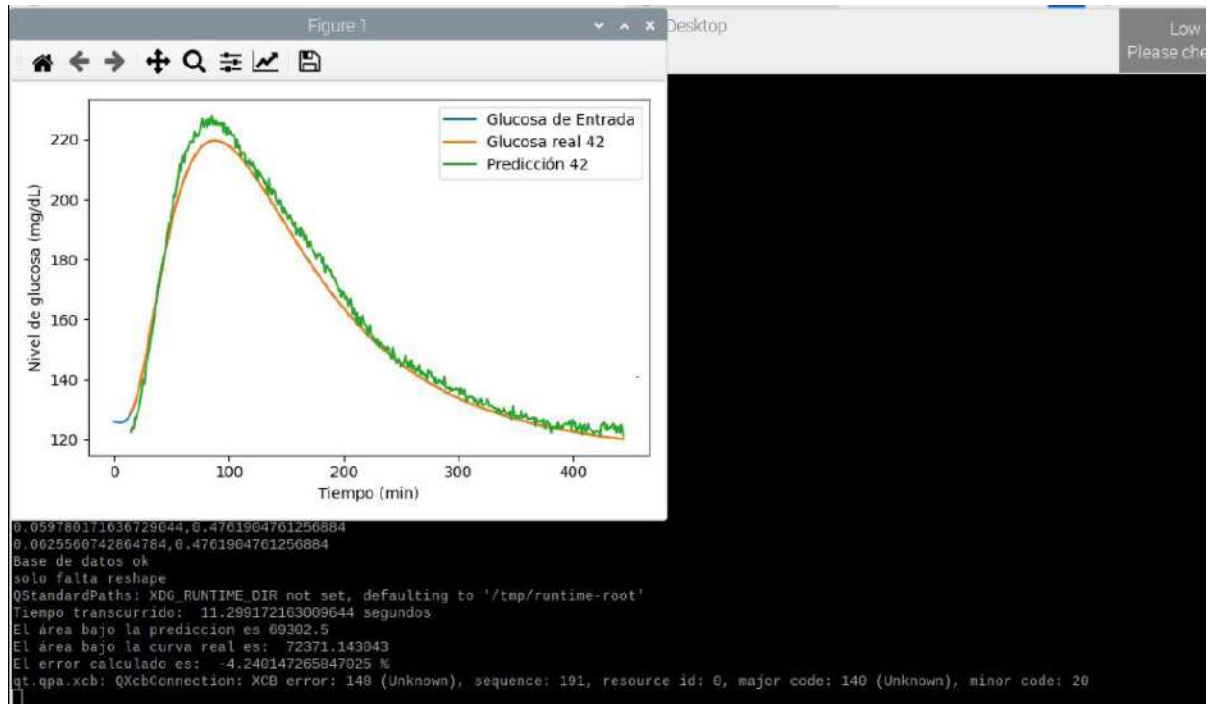 Figure 1
Desktop
Low
Please che
Glucosa de Entrada
Glucosa real 42
Predicción 42
Nivel de glucosa (mg/dL)
220
200
180
160
140
120
0 100 200 300 400
Tiempo (min)
0.059780171636729044,0.4761904761256884
0.0625560742864784,0.4761904761256884
Base de datos ok
solo falta reshape
QStandardPaths: XDG_RUNTIME_DIR not set, defaulting to '/tmp/runtime-root'
Tiempo transcurrido: 11.299172163009644 segundos
El área bajo la prediccion es 69302.5
El área bajo la curva real es: 72371.143043
El error calculado es: -4.240147265847025 %
qt.qpa.xcb: QXcbConnection: XCB error: 148 (Unknown), sequence: 191, resource id: 0, major code: 140 (Unknown), minor code: 20